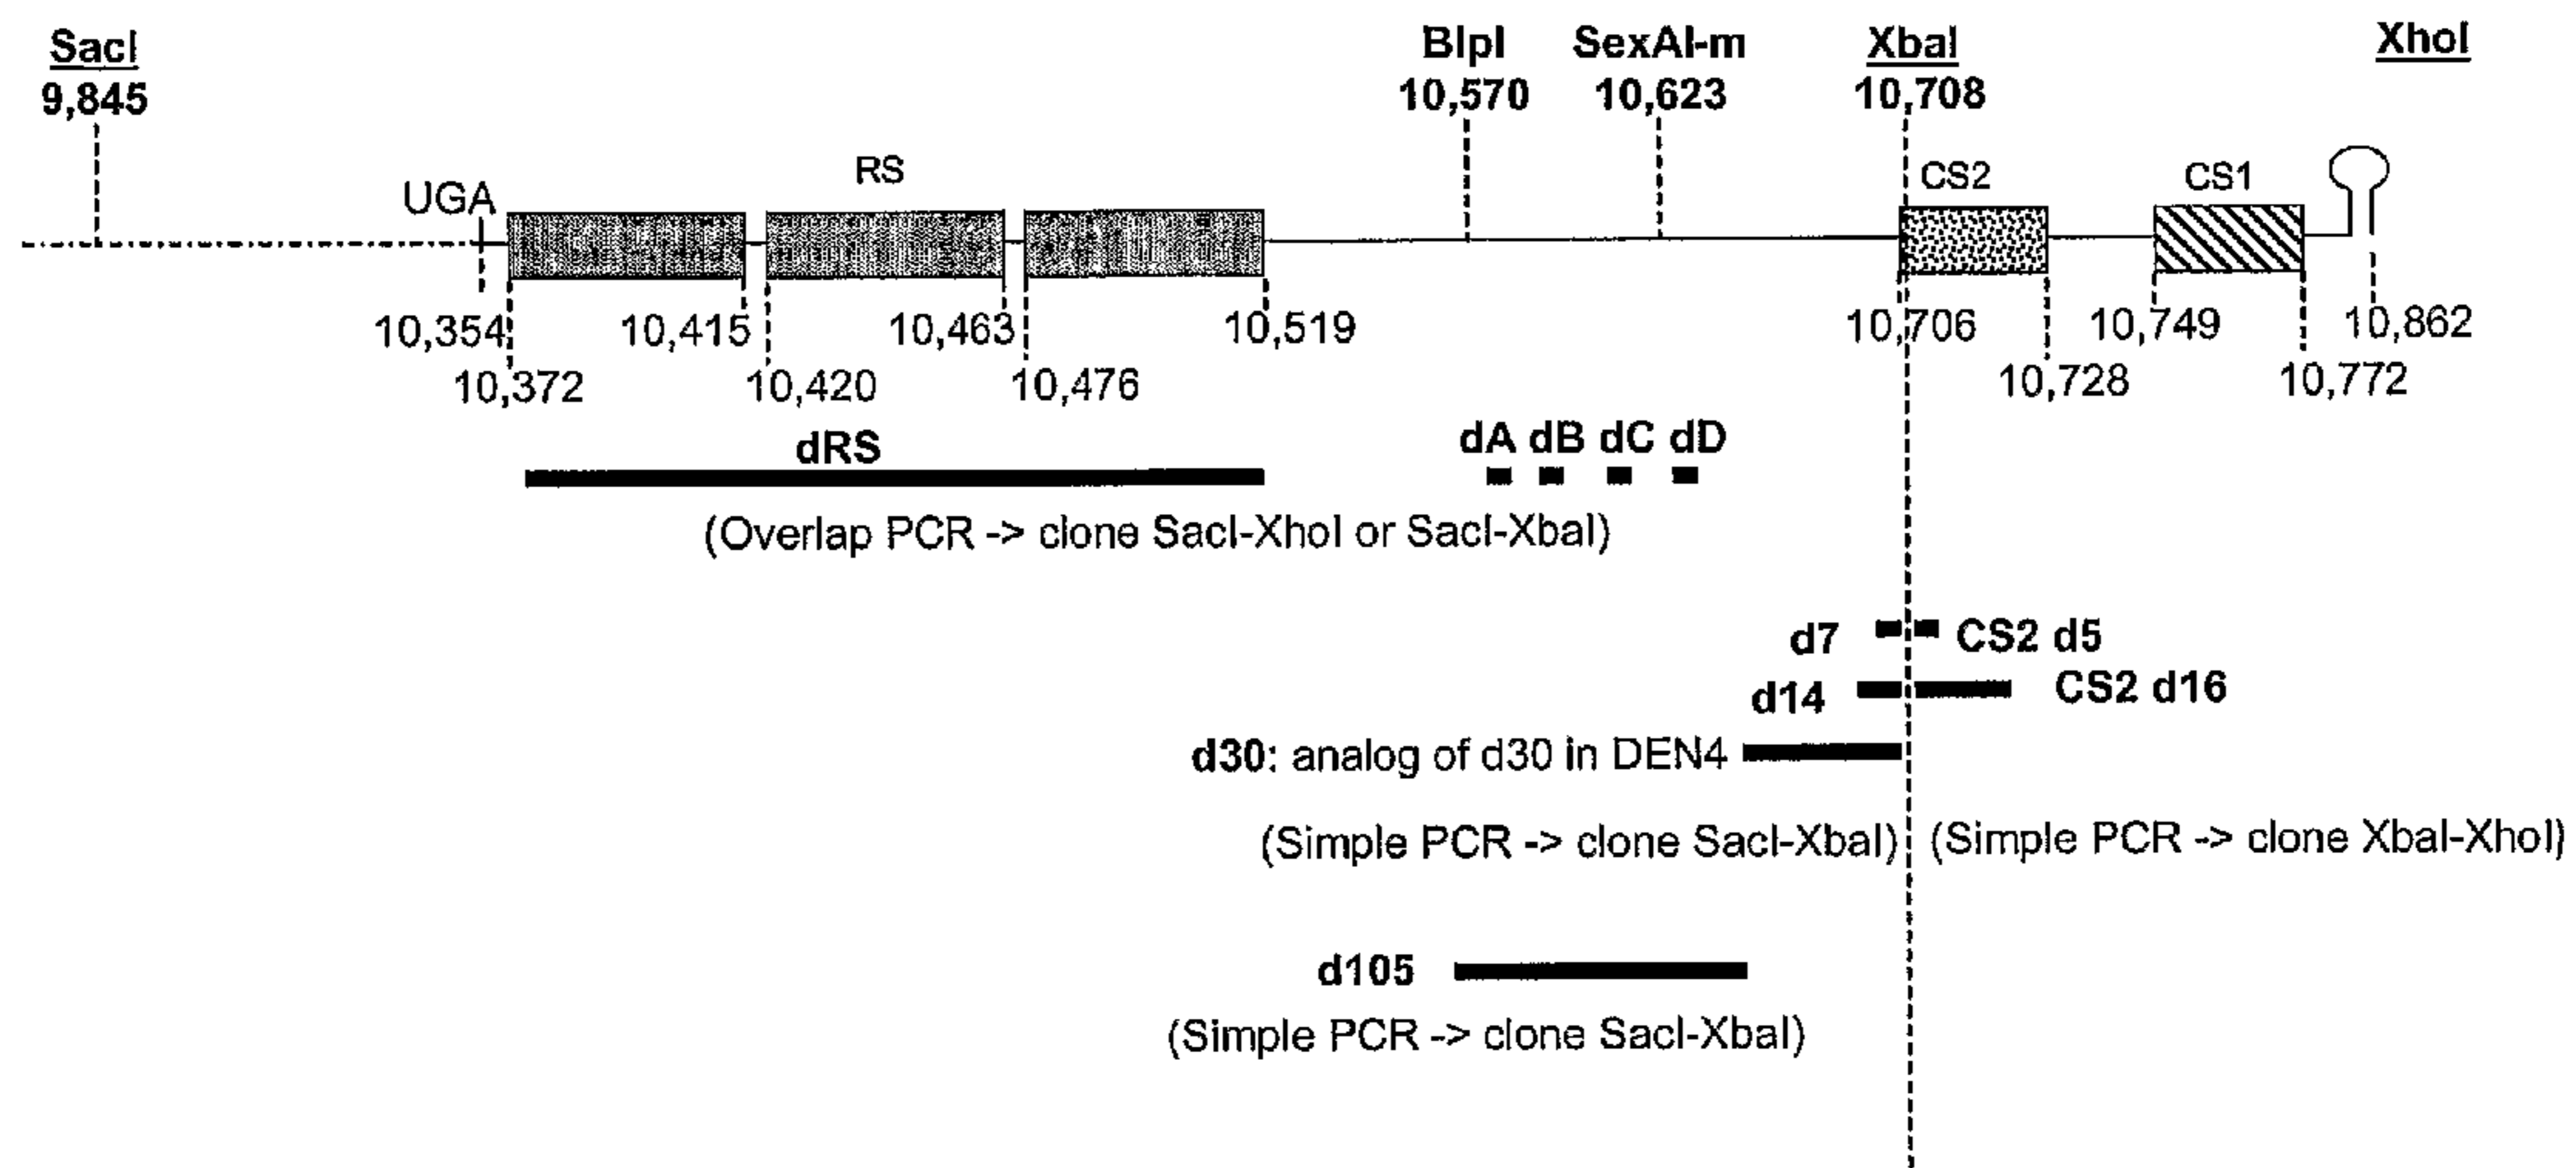 SacI
9,845
BlpI
10,570
SexAI-m
10,623
XbaI
10,708
XhoI
UGA
RS
CS2
CS1
10,354
10,415
10,463
10,519
10,706
10,749
10,862
10,372
10,420
10,476
10,728
10,772
dRS
dA dB dC dD
(Overlap PCR -> clone SacI-XhoI or SacI-XbaI)
d7
CS2 d5
d14
CS2 d16
d30: analog of d30 in DEN4
(Simple PCR -> clone SacI-XbaI)
(Simple PCR -> clone XbaI-XhoI)
d105
(Simple PCR -> clone SacI-XbaI)